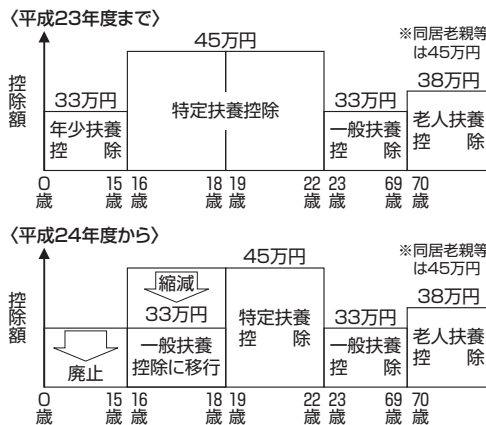 〈平成23年度まで〉
45万円
※同居老親等
は45万円
控除額
33万円
年少扶養
控 除
特定扶養控除
33万円
一般扶養
控 除
38万円
老人扶養
控 除
0歳
15歳
16歳
18歳
19歳
22歳
23歳
69歳
70歳
〈平成24年度から〉
45万円
※同居老親等
は45万円
控除額
廃止
縮減
33万円
一般扶養
控除に移行
特定扶養
控 除
33万円
一般扶養
控 除
38万円
老人扶養
控 除
0歳
15歳
16歳
18歳
19歳
22歳
23歳
69歳
70歳